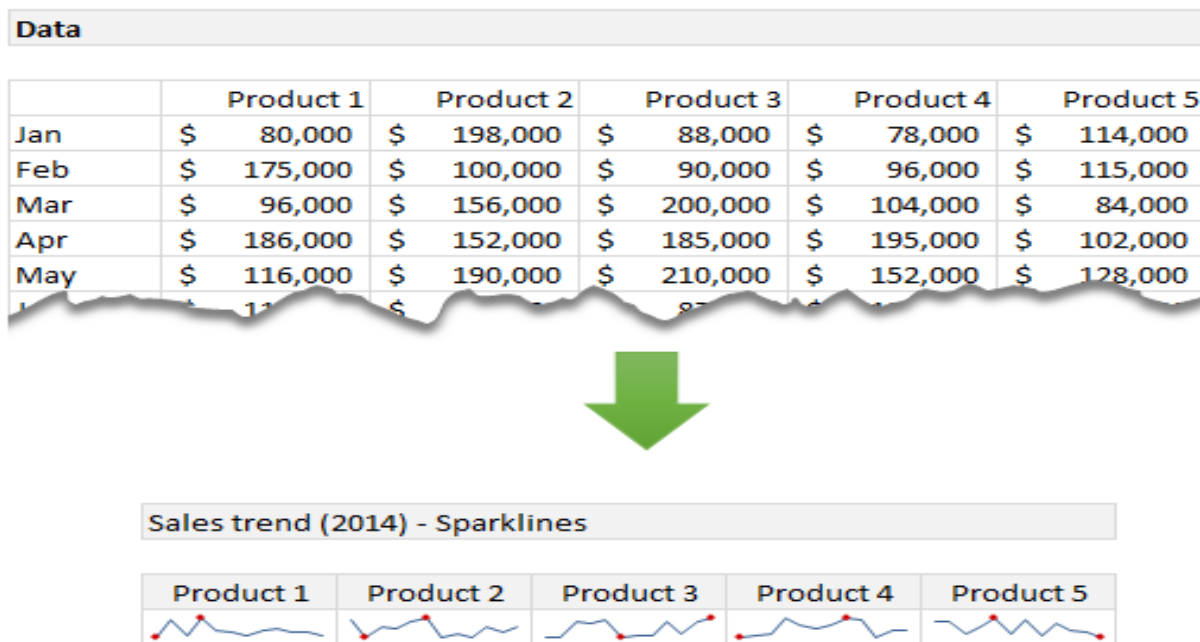 Data
Product 1 Product 2 Product 3 Product 4 Product 5
Jan $ 80,000 $ 198,000 $ 88,000 $ 78,000 $ 114,000
Feb $ 175,000 $ 100,000 $ 90,000 $ 96,000 $ 115,000
Mar $ 96,000 $ 156,000 $ 200,000 $ 104,000 $ 84,000
Apr $ 186,000 $ 152,000 $ 185,000 $ 195,000 $ 102,000
May $ 116,000 $ 190,000 $ 210,000 $ 152,000 $ 128,000
Sales trend (2014) - Sparklines
Product 1 Product 2 Product 3 Product 4 Product 5